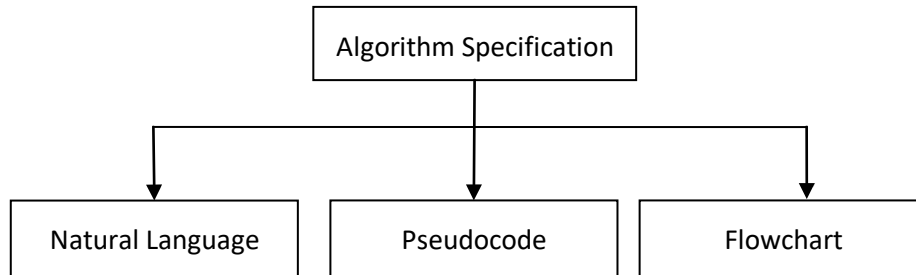 Algorithm Specification
Natural Language
Pseudocode
Flowchart